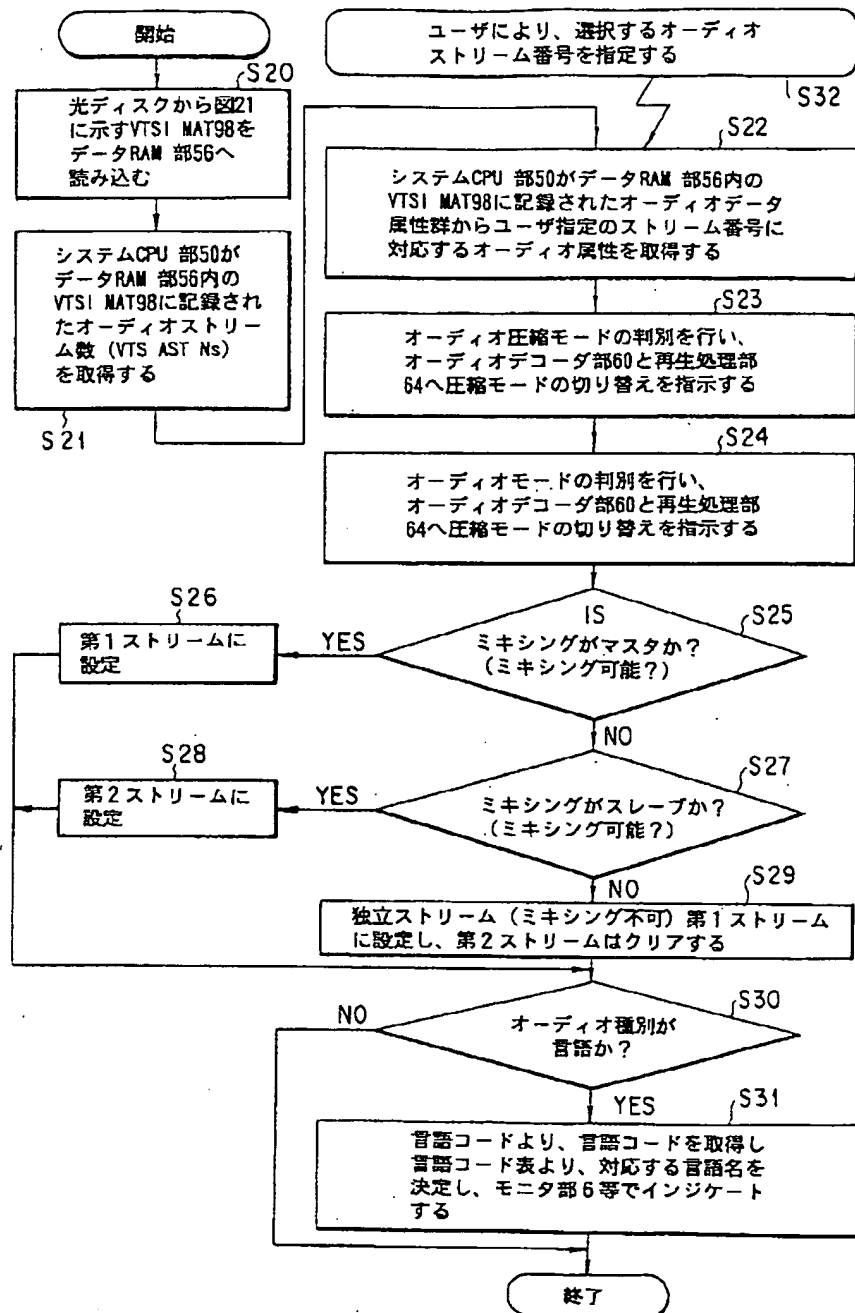 開始
S20
光ディスクから図21
に示すVTSI MAT98を
データRAM 部56へ
読み込む
システムCPU 部50が
データRAM 部56内の
VTSI MAT98に記録され
たオーディオストリー
ム数 (VTS AST Ns)
を取得する
S21
ユーザにより、選択するオーディオ
ストリーム番号を指定する
S32
S22
システムCPU 部50がデータRAM 部56内の
VTSI MAT98に記録されたオーディオデータ
属性群からユーザ指定のストリーム番号に
対応するオーディオ属性を取得する
S23
オーディオ圧縮モードの判別を行い、
オーディオデコーダ部60と再生処理部
64へ圧縮モードの切り替えを指示する
S24
オーディオモードの判別を行い、
オーディオデコーダ部60と再生処理部
64へ圧縮モードの切り替えを指示する
S25
IS
ミキシングがマスタか?
(ミキシング可能?)
YES
S26
第1ストリームに
設定
NO
S27
ミキシングがスレーブか?
(ミキシング可能?)
YES
S28
第2ストリームに
設定
NO
S29
独立ストリーム (ミキシング不可) 第1ストリーム
に設定し、第2ストリームはクリアする
S30
オーディオ種別が
言語か?
NO
YES
S31
言語コードより、言語コードを取得し
言語コード表より、対応する言語名を
決定し、モニタ部6等でインジケート
する
終了